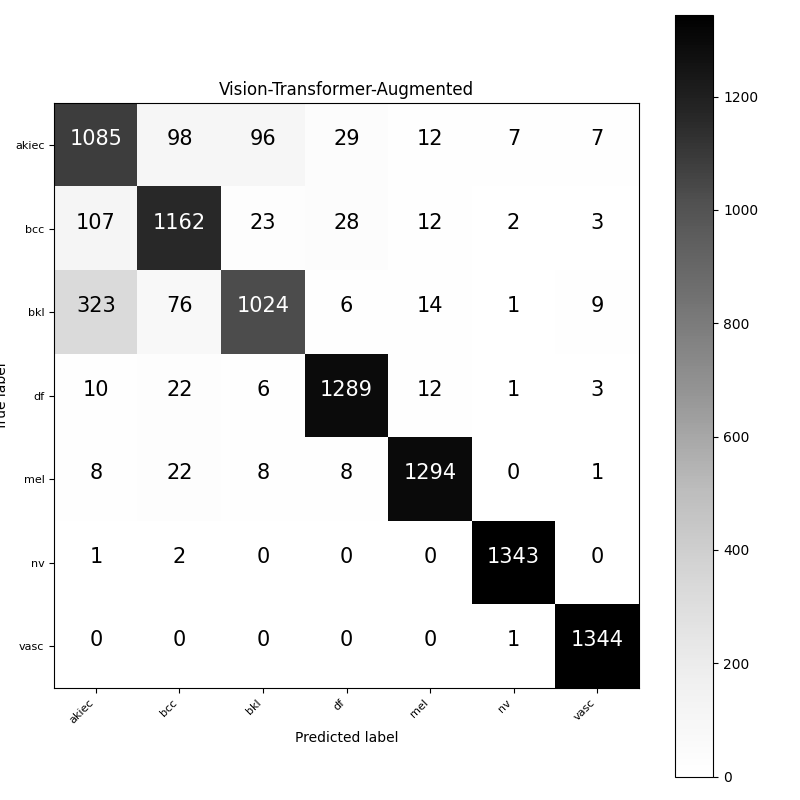 Vision-Transformer-Augmented
1200
akiec 1085 98 96 29 12 7 7
1000
bcc 107 1162 23 28 12 2 3
800
bkl 323 76 1024 6 14 1 9
df 10 22 6 1289 12 1 3
600
mel 8 22 8 8 1294 0 1
400
nv 1 2 0 0 0 1343 0
200
vasc 0 0 0 0 0 1 1344
akiec bcc bkl df mel nv vasc
Predicted label
0